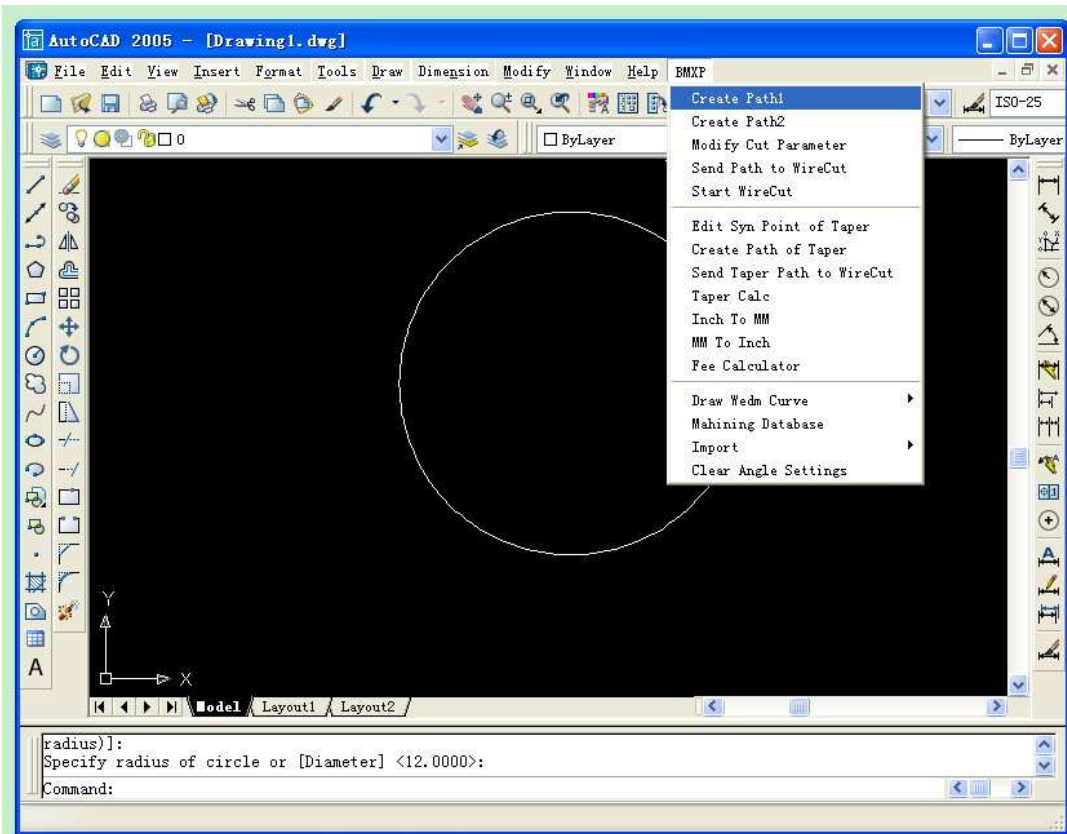 AutoCAD 2005 - [Drawing1.dwg]
File Edit View Insert Format Tools Draw Dimension Modify Window Help BMXP
ISO-25
0 ByLayer ByLayer
Create Path1
Create Path2
Modify Cut Parameter
Send Path to WireCut
Start WireCut
Edit Syn Point of Taper
Create Path of Taper
Send Taper Path to WireCut
Taper Calc
Inch To MM
MM To Inch
Fee Calculator
Draw Wedm Curve
Mahining Database
Import
Clear Angle Settings
Y
X
A
Model Layout1 Layout2
radius)]:
Specify radius of circle or [Diameter] <12.0000>:
Command: